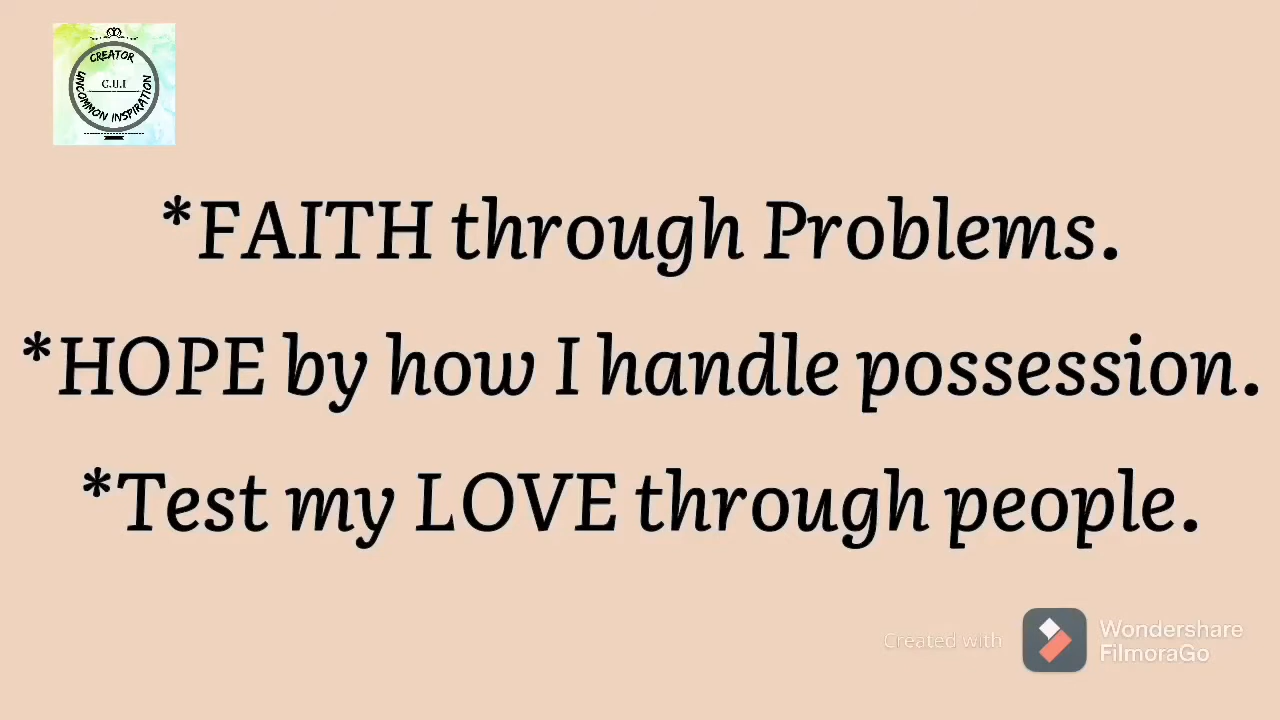 CREATOR
C.U.I
UNCOMMON INSPIRATION
*FAITH through Problems.
*HOPE by how I handle possession.
*Test my LOVE through people.
Created with
Wondershare
FilmoraGo